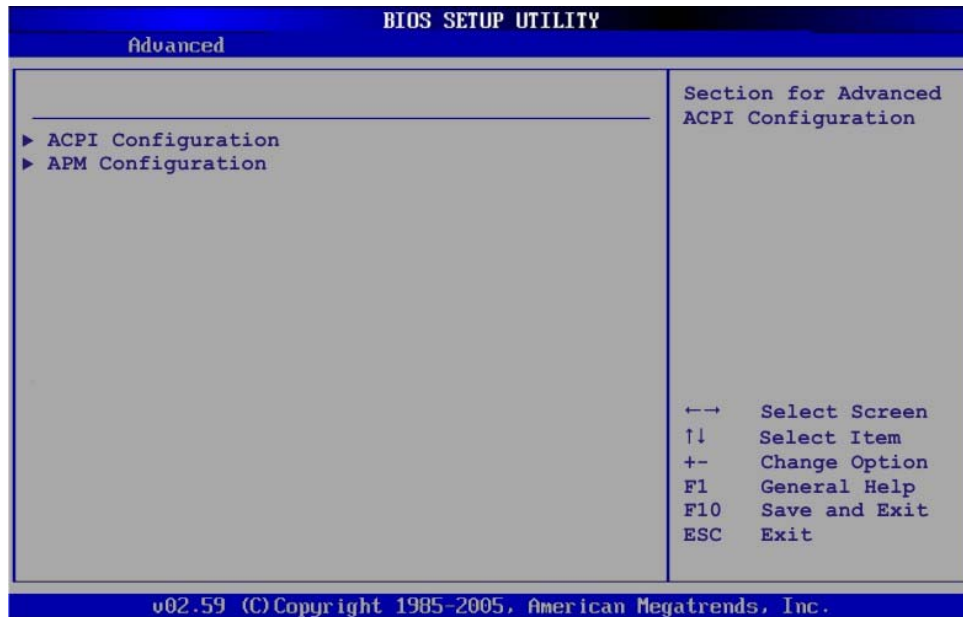 BIOS SETUP UTILITY
Advanced
▶ ACPI Configuration
▶ APM Configuration
Section for Advanced
ACPI Configuration
←→ Select Screen
↑↓ Select Item
+- Change Option
F1 General Help
F10 Save and Exit
ESC Exit
v02.59 (C)Copyright 1985-2005, American Megatrends, Inc.